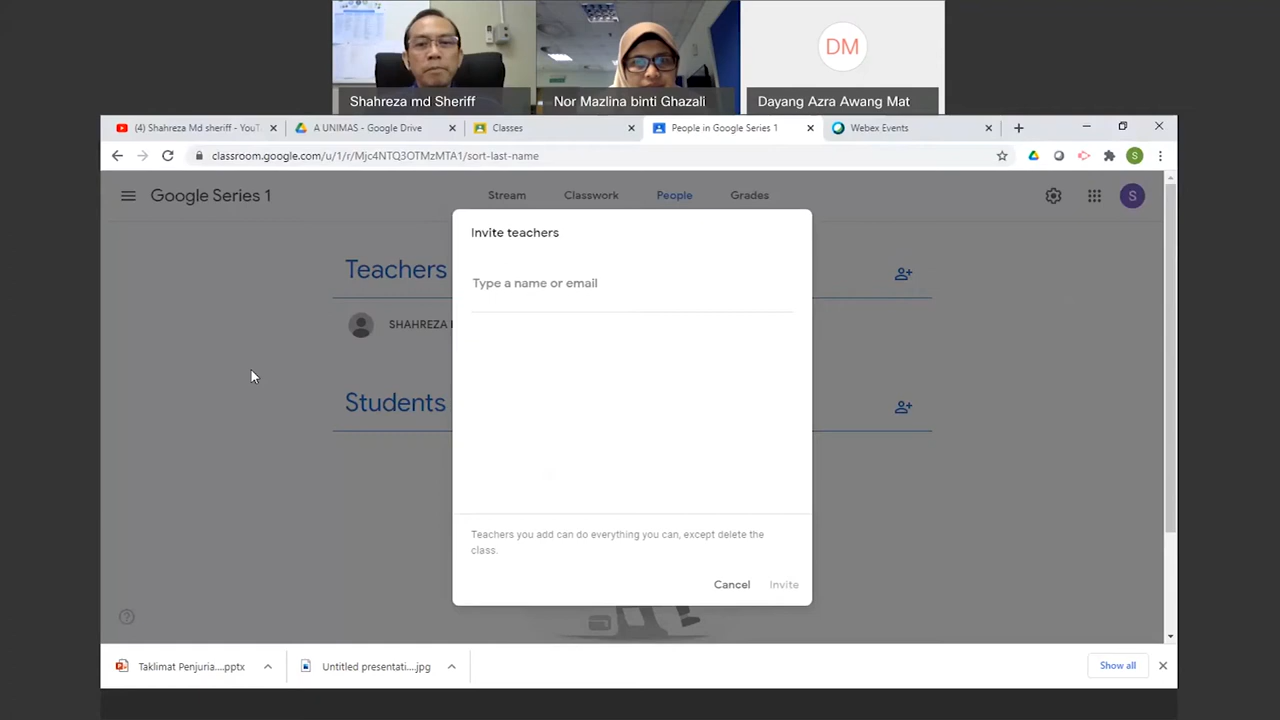 DM
Shahreza md Sheriff
Nor Mazlina binti Ghazali
Dayang Azra Awang Mat
(4) Shahreza Md sheriff - YouT
A UNIMAS - Google Drive
Classes
People in Google Series 1
Webex Events
classroom.google.com/u/1/r/Mjc4NTQ3OTMzMTA1/sort-last-name
S
Google Series 1
Stream
Classwork
People
Grades
S
Invite teachers
Teachers
Type a name or email
SHAHREZA
Students
Teachers you add can do everything you can, except delete the
class.
Cancel
Invite
Taklimat Penjuria....pptx
Untitled presentati....jpg
Show all